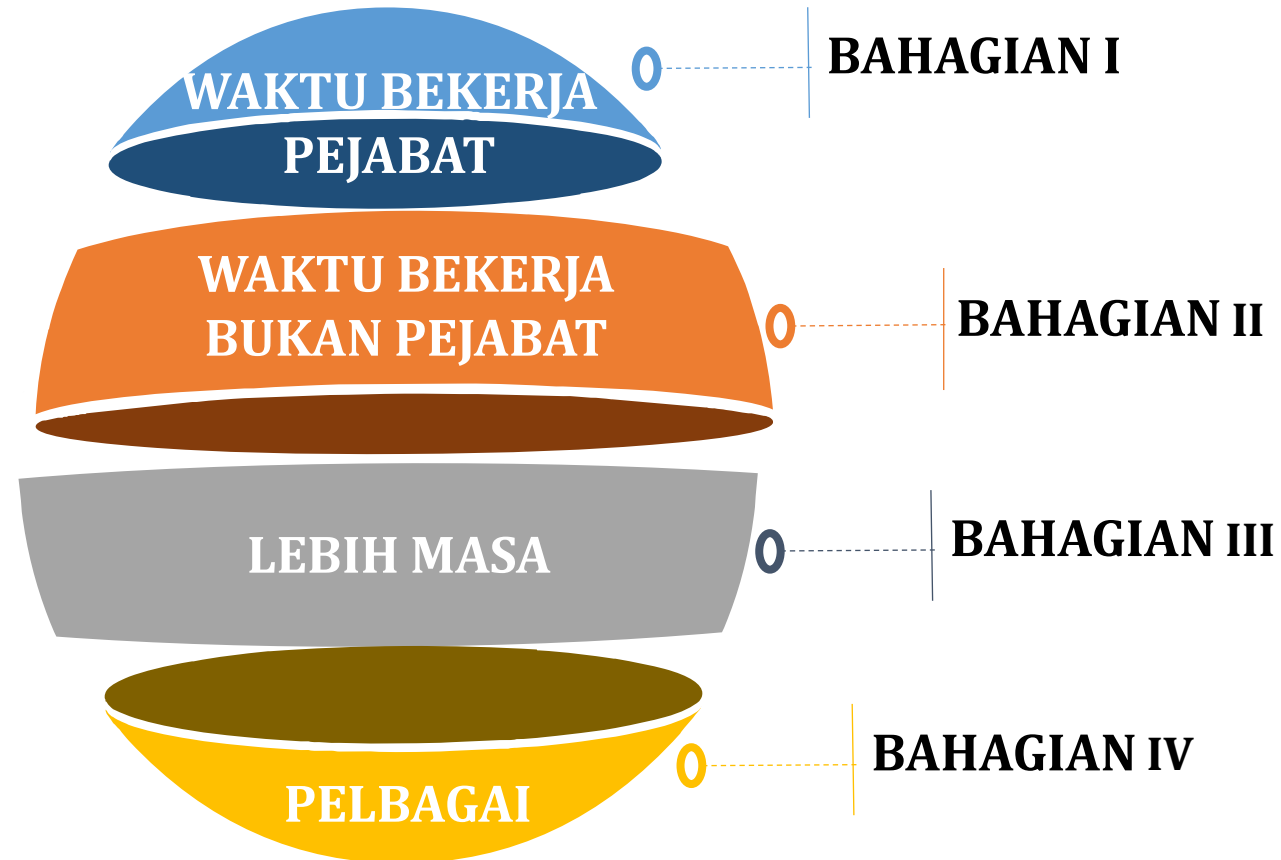 WAKTU BEKERJA
PEJABAT
BAHAGIAN I
WAKTU BEKERJA
BUKAN PEJABAT
BAHAGIAN II
LEBIH MASA
BAHAGIAN III
PELBAGAI
BAHAGIAN IV